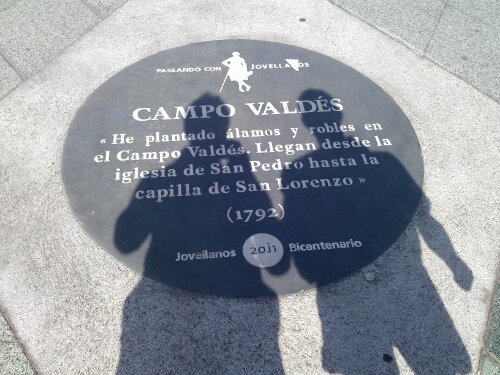 PASEANDO CON JOVELLANOS
CAMPO VALDÉS
« He plantado álamos y robles en
el Campo Valdés. Llegan desde la
iglesia de San Pedro hasta la
capilla de San Lorenzo »
(1792)
Jovellanos 2011 Bicentenario